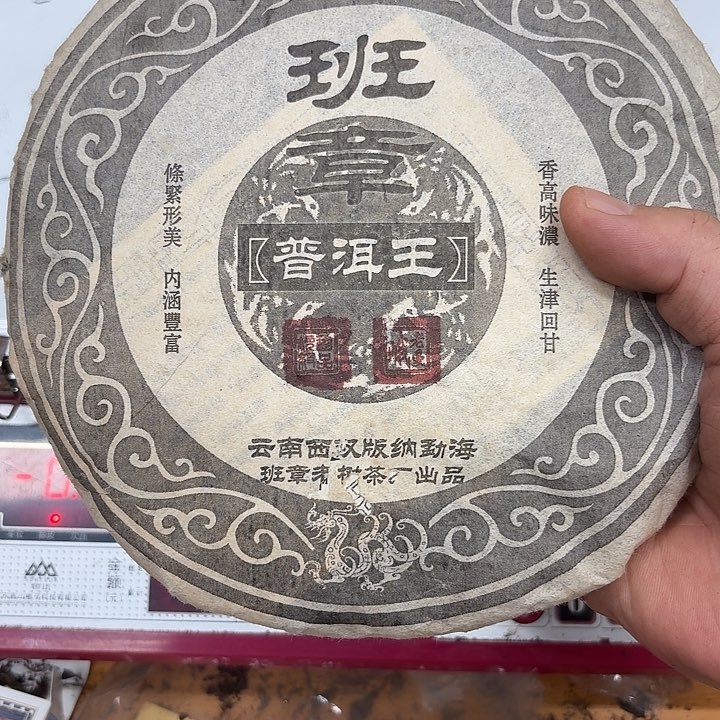 班
章
【普洱王】
條緊形美 内涵豐富
香高味濃 生津回甘
云南西双版纳勐海
班章老树茶厂出品